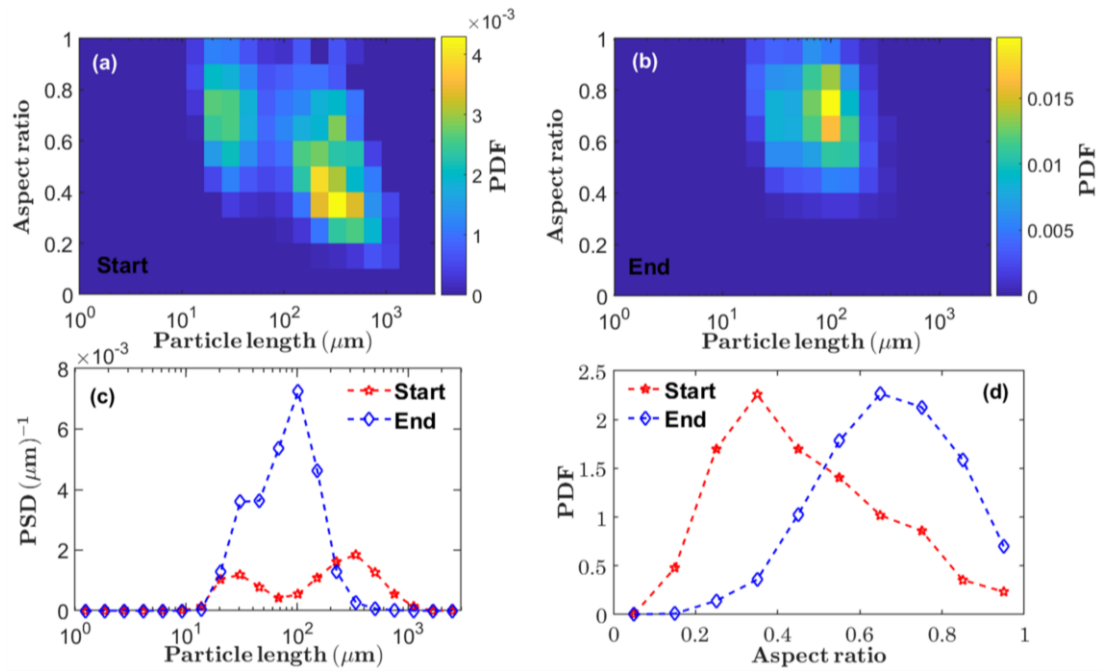 ×10⁻³
(a)
Start
Aspect ratio
1
0.8
0.6
0.4
0.2
0
10⁰
10¹
10²
10³
Particle length (μm)
4
3
2
1
0
PDF
(b)
End
Aspect ratio
1
0.8
0.6
0.4
0.2
0
10⁰
10¹
10²
10³
Particle length (μm)
0.015
0.01
0.005
0
PDF
×10⁻³
(c)
Start
End
PSD (μm)⁻¹
8
6
4
2
0
10⁰
10¹
10²
10³
Particle length (μm)
Start
End
(d)
PDF
2.5
2
1.5
1
0.5
0
0
0.2
0.4
0.6
0.8
1
Aspect ratio